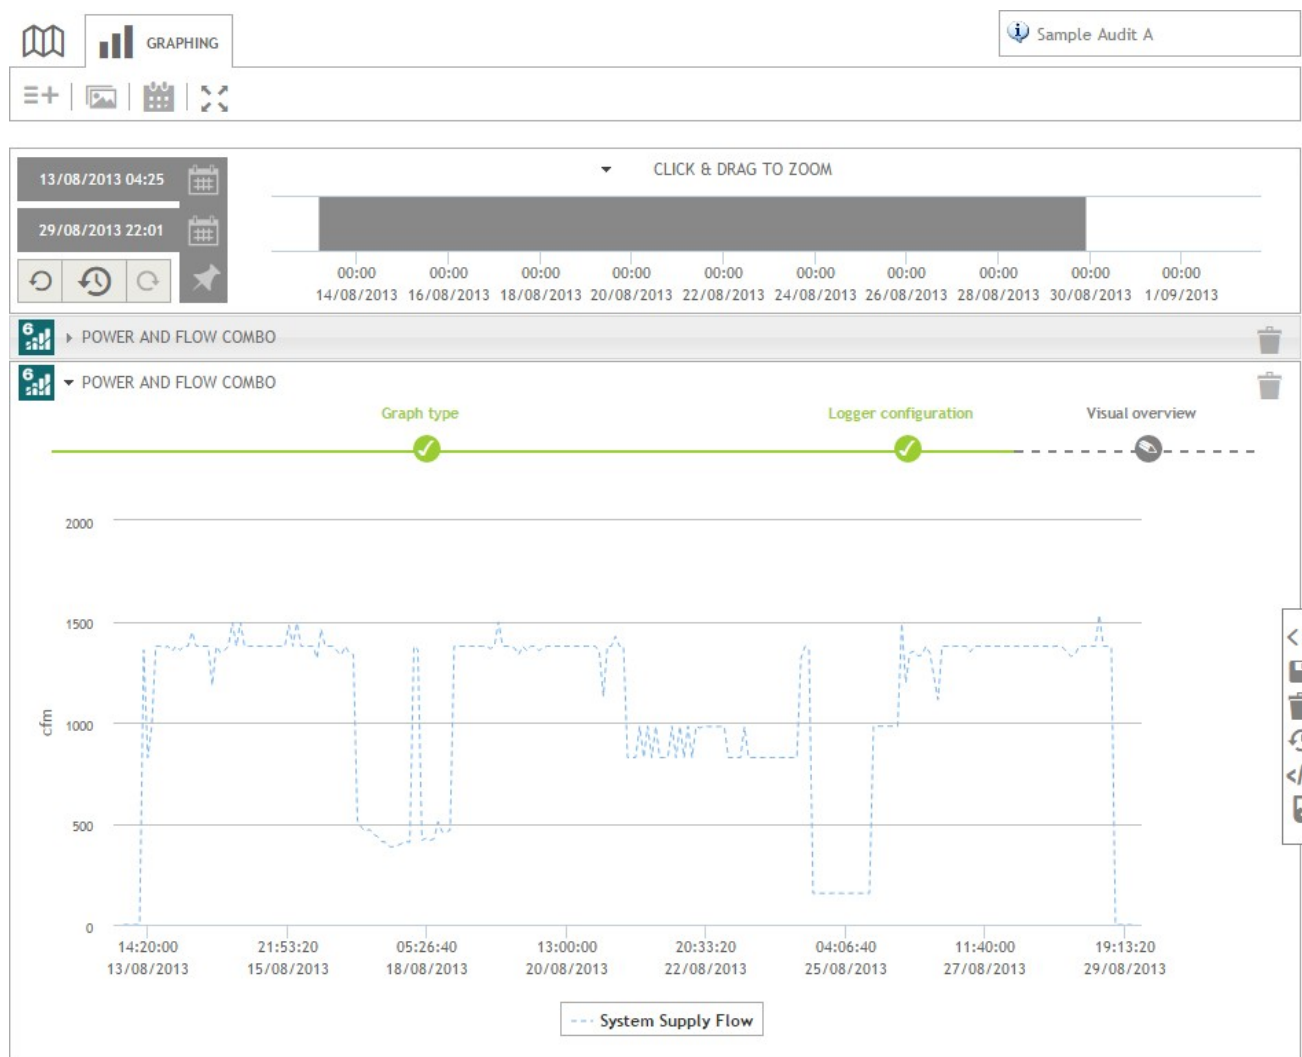 GRAPHING
Sample Audit A
13/08/2013 04:25
29/08/2013 22:01
CLICK & DRAG TO ZOOM
00:00 00:00 00:00 00:00 00:00 00:00 00:00 00:00 00:00 00:00
14/08/2013 16/08/2013 18/08/2013 20/08/2013 22/08/2013 24/08/2013 26/08/2013 28/08/2013 30/08/2013 1/09/2013
6 POWER AND FLOW COMBO
6 POWER AND FLOW COMBO
Graph type Logger configuration Visual overview
2000
1500
1000
cfm
500
0
14:20:00 21:53:20 05:26:40 13:00:00 20:33:20 04:06:40 11:40:00 19:13:20
13/08/2013 15/08/2013 18/08/2013 20/08/2013 22/08/2013 25/08/2013 27/08/2013 29/08/2013
System Supply Flow